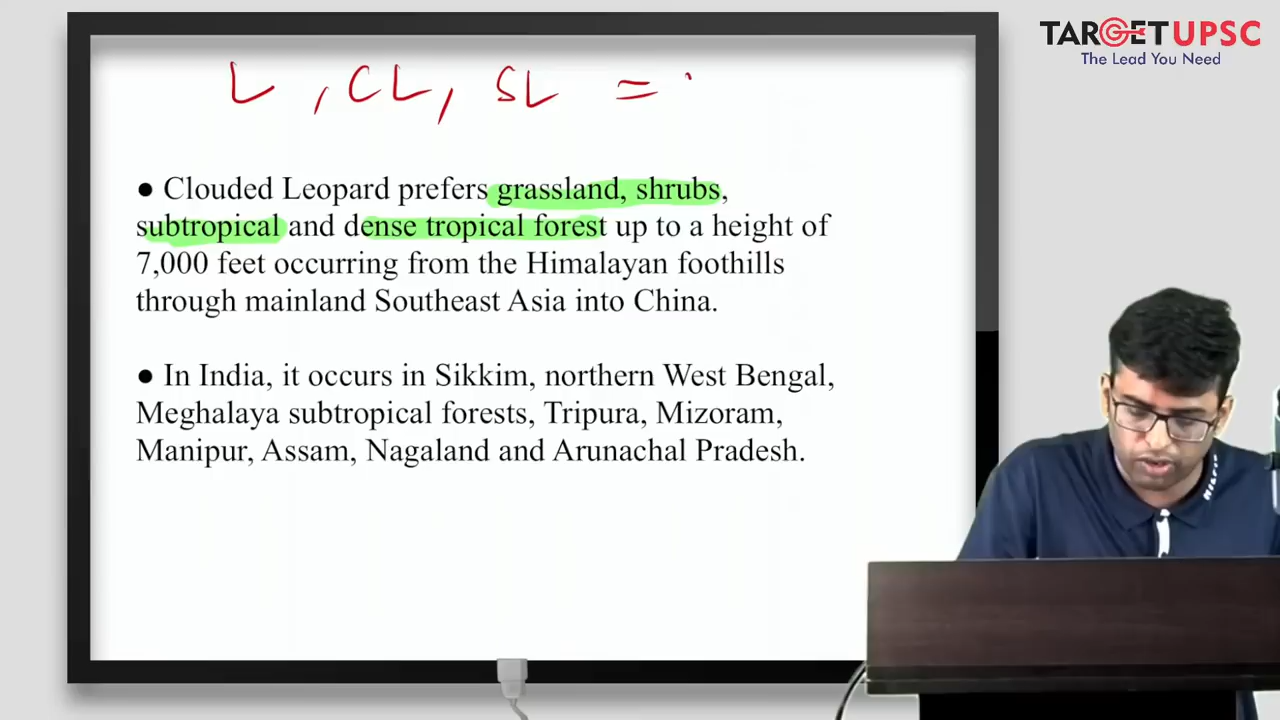 TARGET UPSC
The Lead You Need
L, CL, SL =
● Clouded Leopard prefers grassland, shrubs,
subtropical and dense tropical forest up to a height of
7,000 feet occurring from the Himalayan foothills
through mainland Southeast Asia into China.
● In India, it occurs in Sikkim, northern West Bengal,
Meghalaya subtropical forests, Tripura, Mizoram,
Manipur, Assam, Nagaland and Arunachal Pradesh.